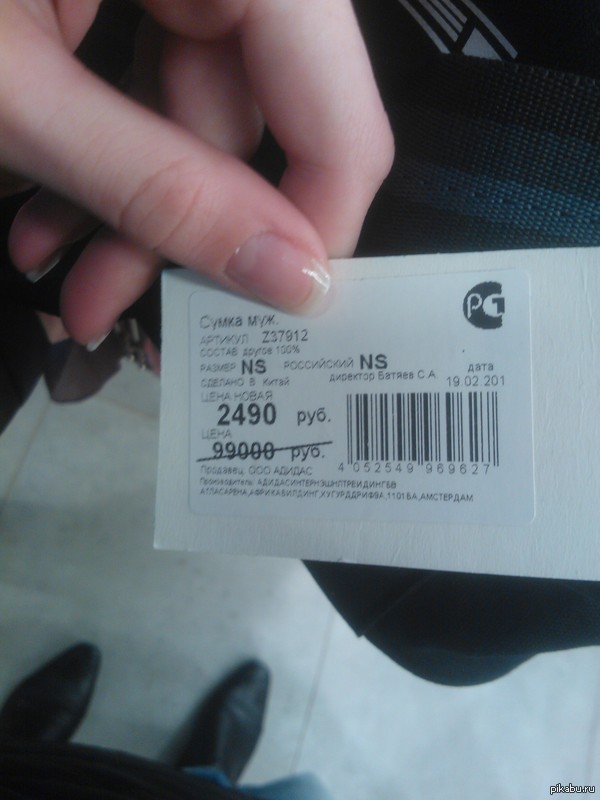 Сумка муж.
АРТИКУЛ Z37912
СОСТАВ другое 100%
РАЗМЕР NS РОССИЙСКИЙ NS
СДЕЛАНО В Китай директор Батяев С.А.
дата
19.02.201
ЦЕНА НОВАЯ
2490 руб.
ЦЕНА
99000 руб.
4 052549 969627
Продавец ООО АДИДАС
Производитель АДИДАСИНТЕРНЭШНЛТРЕЙДИНГБВ
АТЛАСАРЕНА,АФРИКАБИЛДИНГ,ХУГУРДДРИФ9А,1101БА,АМСТЕРДАМ
РСТ
pikabu.ru